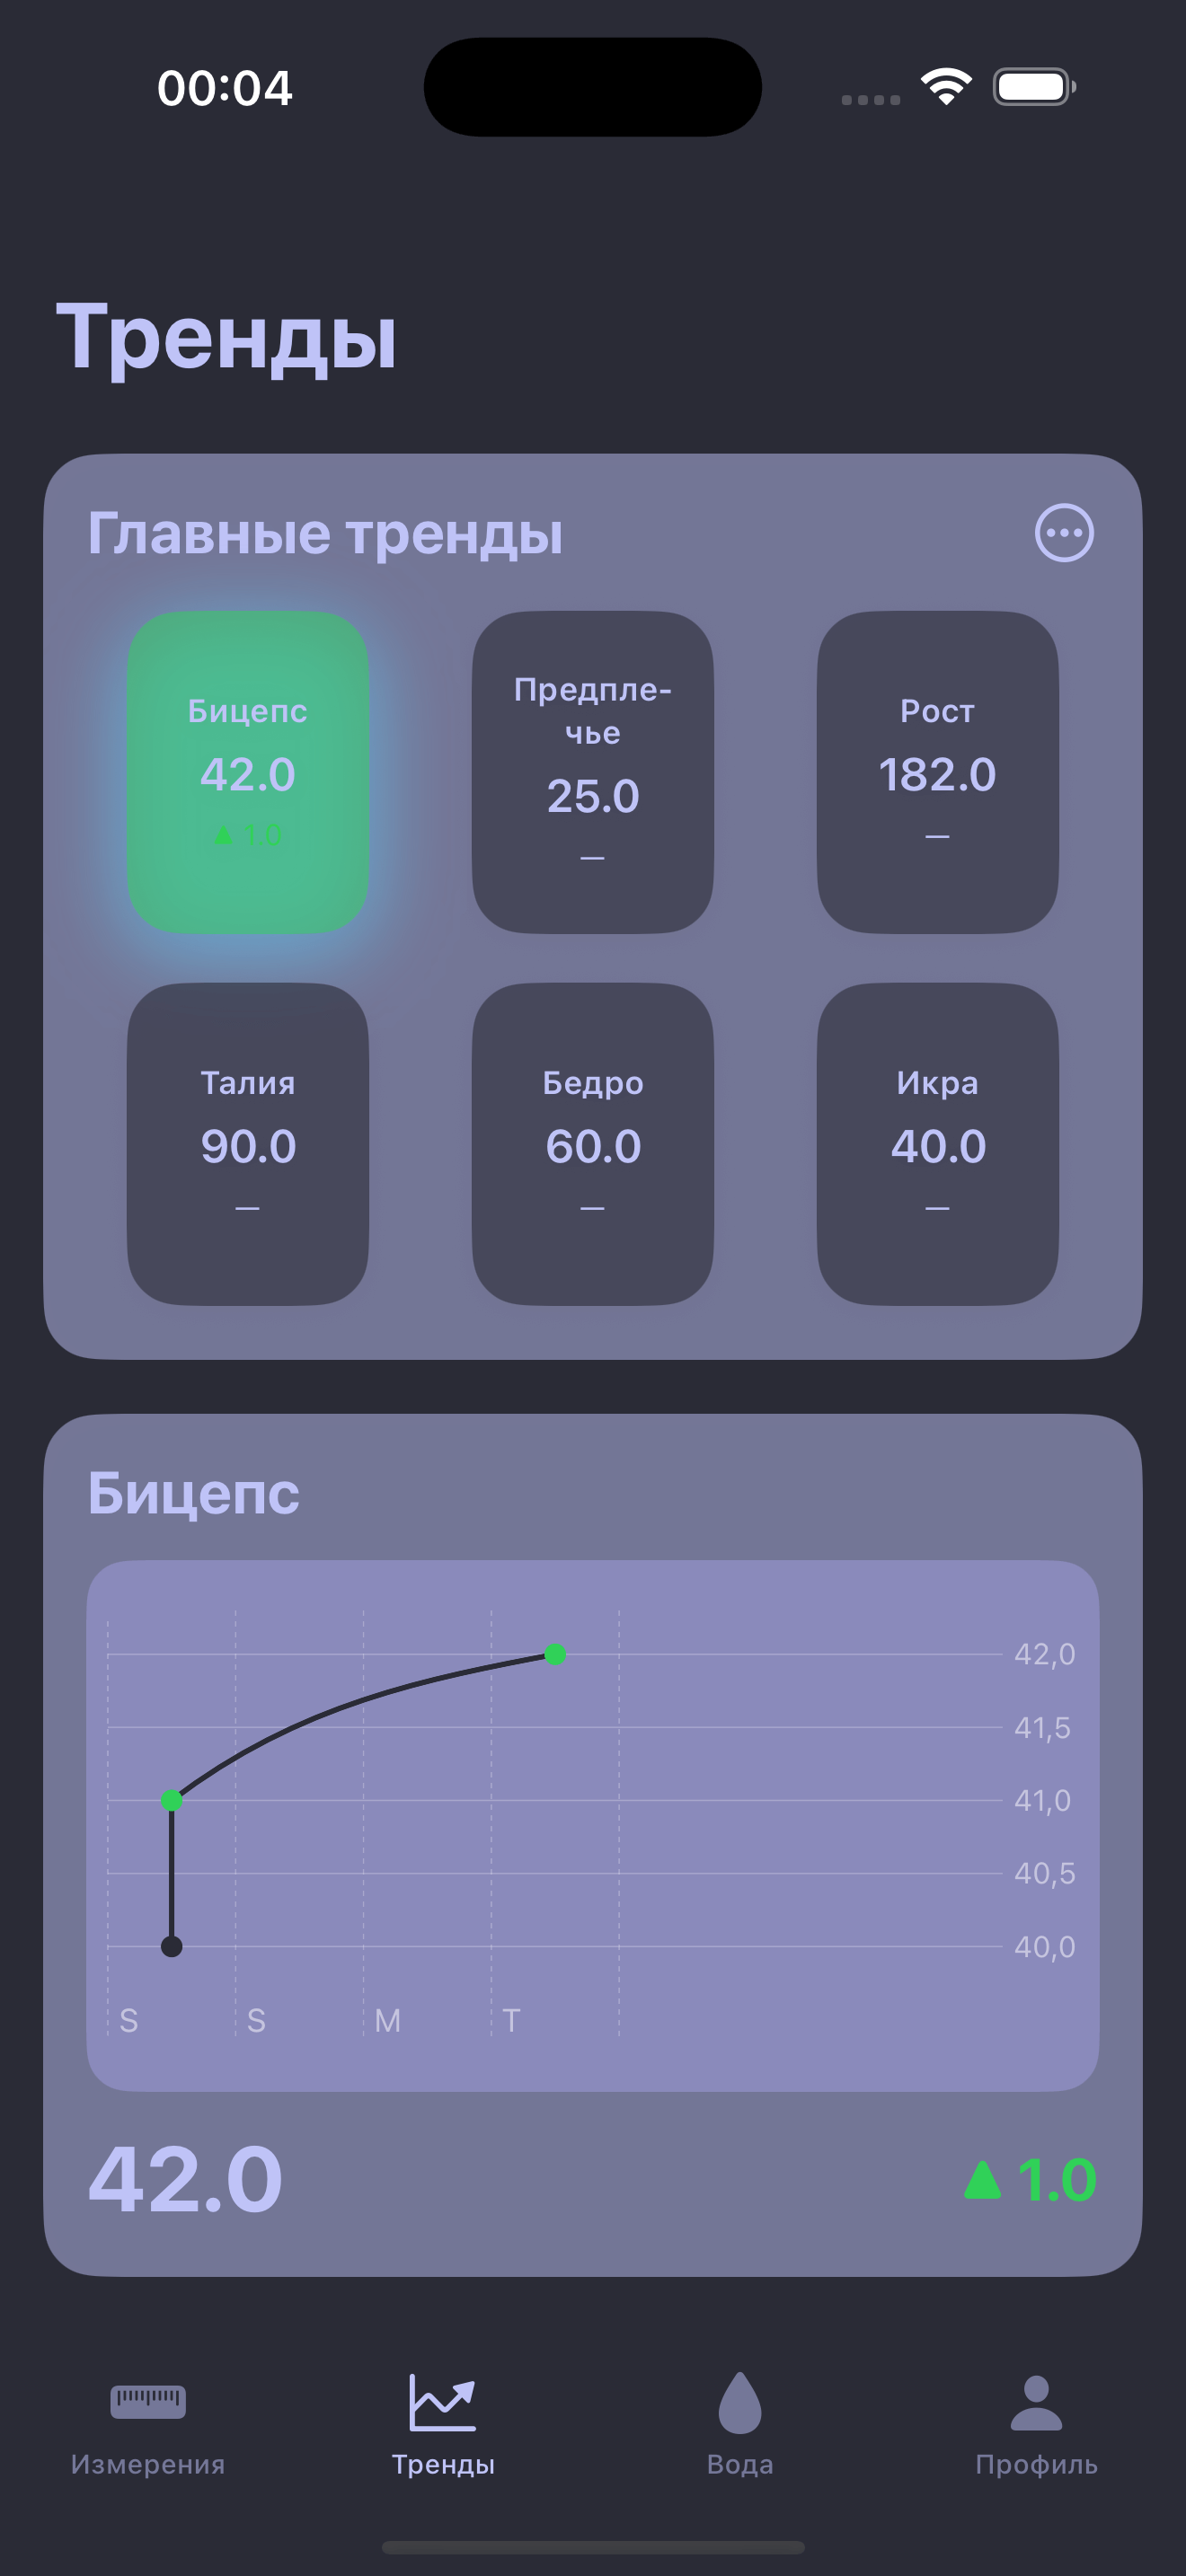 00:04
Тренды
Главные тренды
Бицепс
42.0
▲ 1.0
Предпле-
чье
25.0
—
Рост
182.0
—
Талия
90.0
—
Бедро
60.0
—
Икра
40.0
—
Бицепс
42,0
41,5
41,0
40,5
40,0
S S M T
42.0 ▲ 1.0
Измерения Тренды Вода Профиль